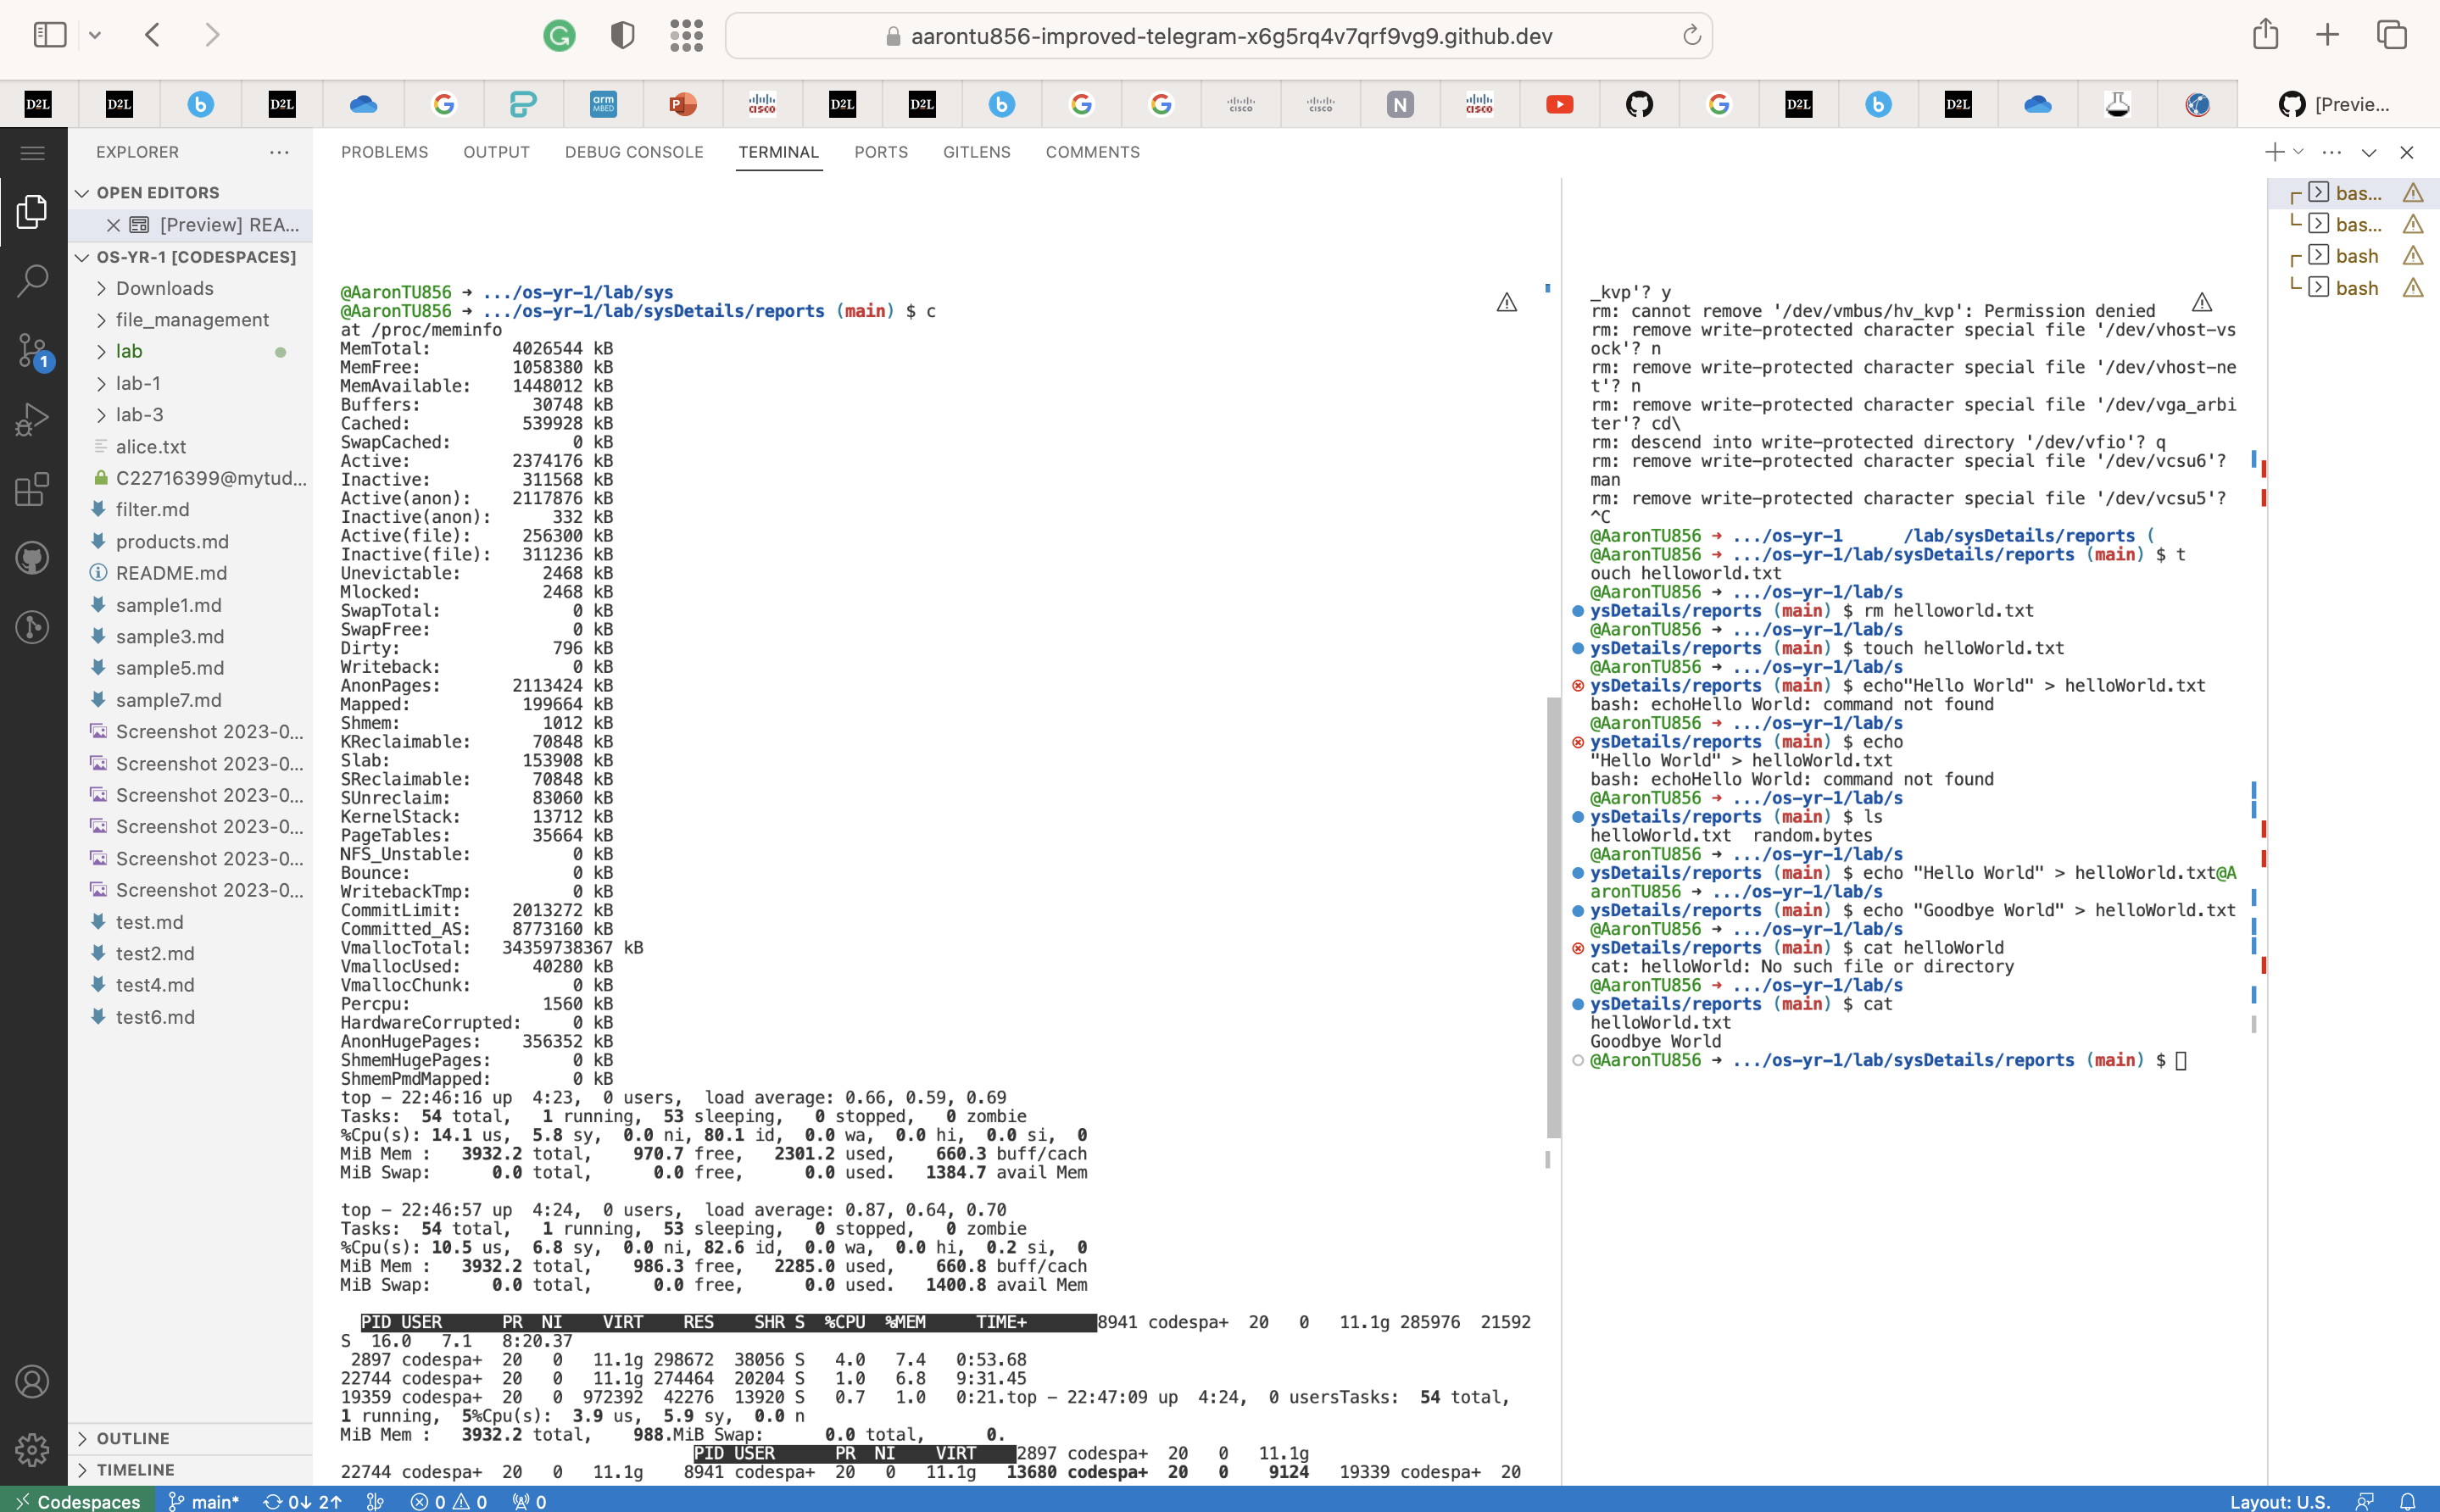 aarontu856-improved-telegram-x6g5rq4v7qrf9vg9.github.dev
D2L D2L b D2L G arm MBED P cisco D2L D2L b G G cisco cisco N cisco G D2L b D2L [Previe...
EXPLORER
PROBLEMS OUTPUT DEBUG CONSOLE TERMINAL PORTS GITLENS COMMENTS
OPEN EDITORS
[Preview] REA...
OS-YR-1 [CODESPACES]
Downloads
file_management
lab
lab-1
lab-3
alice.txt
C22716399@mytud...
filter.md
products.md
README.md
sample1.md
sample3.md
sample5.md
sample7.md
Screenshot 2023-0...
Screenshot 2023-0...
Screenshot 2023-0...
Screenshot 2023-0...
Screenshot 2023-0...
Screenshot 2023-0...
test.md
test2.md
test4.md
test6.md
OUTLINE
TIMELINE
1
@AaronTU856 → .../os-yr-1/lab/sys
@AaronTU856 → .../os-yr-1/lab/sysDetails/reports (main) $ c
at /proc/meminfo
MemTotal: 4026544 kB
MemFree: 1058380 kB
MemAvailable: 1448012 kB
Buffers: 30748 kB
Cached: 539928 kB
SwapCached: 0 kB
Active: 2374176 kB
Inactive: 311568 kB
Active(anon): 2117876 kB
Inactive(anon): 332 kB
Active(file): 256300 kB
Inactive(file): 311236 kB
Unevictable: 2468 kB
Mlocked: 2468 kB
SwapTotal: 0 kB
SwapFree: 0 kB
Dirty: 796 kB
Writeback: 0 kB
AnonPages: 2113424 kB
Mapped: 199664 kB
Shmem: 1012 kB
KReclaimable: 70848 kB
Slab: 153908 kB
SReclaimable: 70848 kB
SUnreclaim: 83060 kB
KernelStack: 13712 kB
PageTables: 35664 kB
NFS_Unstable: 0 kB
Bounce: 0 kB
WritebackTmp: 0 kB
CommitLimit: 2013272 kB
Committed_AS: 8773160 kB
VmallocTotal: 34359738367 kB
VmallocUsed: 40280 kB
VmallocChunk: 0 kB
Percpu: 1560 kB
HardwareCorrupted: 0 kB
AnonHugePages: 356352 kB
ShmemHugePages: 0 kB
ShmemPmdMapped: 0 kB
top - 22:46:16 up 4:23, 0 users, load average: 0.66, 0.59, 0.69
Tasks: 54 total, 1 running, 53 sleeping, 0 stopped, 0 zombie
%Cpu(s): 14.1 us, 5.8 sy, 0.0 ni, 80.1 id, 0.0 wa, 0.0 hi, 0.0 si, 0
MiB Mem : 3932.2 total, 970.7 free, 2301.2 used, 660.3 buff/cach
MiB Swap: 0.0 total, 0.0 free, 0.0 used. 1384.7 avail Mem
top - 22:46:57 up 4:24, 0 users, load average: 0.87, 0.64, 0.70
Tasks: 54 total, 1 running, 53 sleeping, 0 stopped, 0 zombie
%Cpu(s): 10.5 us, 6.8 sy, 0.0 ni, 82.6 id, 0.0 wa, 0.0 hi, 0.2 si, 0
MiB Mem : 3932.2 total, 986.3 free, 2285.0 used, 660.8 buff/cach
MiB Swap: 0.0 total, 0.0 free, 0.0 used. 1400.8 avail Mem
PID USER PR NI VIRT RES SHR S %CPU %MEM TIME+ 8941 codespa+ 20 0 11.1g 285976 21592
S 16.0 7.1 8:20.37
2897 codespa+ 20 0 11.1g 298672 38056 S 4.0 7.4 0:53.68
22744 codespa+ 20 0 11.1g 274464 20204 S 1.0 6.8 9:31.45
19359 codespa+ 20 0 972392 42276 13920 S 0.7 1.0 0:21.top - 22:47:09 up 4:24, 0 usersTasks: 54 total,
1 running, 5%Cpu(s): 3.9 us, 5.9 sy, 0.0 n
MiB Mem : 3932.2 total, 988.MiB Swap: 0.0 total, 0.
PID USER PR NI VIRT 2897 codespa+ 20 0 11.1g
22744 codespa+ 20 0 11.1g 8941 codespa+ 20 0 11.1g 13680 codespa+ 20 0 9124 19339 codespa+ 20
_kvp'? y
rm: cannot remove '/dev/vmbus/hv_kvp': Permission denied
rm: remove write-protected character special file '/dev/vhost-vs
ock'? n
rm: remove write-protected character special file '/dev/vhost-ne
t'? n
rm: remove write-protected character special file '/dev/vga_arbi
ter'? cd\
rm: descend into write-protected directory '/dev/vfio'? q
rm: remove write-protected character special file '/dev/vcsu6'?
man
rm: remove write-protected character special file '/dev/vcsu5'?
^C
@AaronTU856 → .../os-yr-1 /lab/sysDetails/reports (
@AaronTU856 → .../os-yr-1/lab/sysDetails/reports (main) $ t
ouch helloworld.txt
@AaronTU856 → .../os-yr-1/lab/s
ysDetails/reports (main) $ rm helloworld.txt
@AaronTU856 → .../os-yr-1/lab/s
ysDetails/reports (main) $ touch helloWorld.txt
@AaronTU856 → .../os-yr-1/lab/s
ysDetails/reports (main) $ echo"Hello World" > helloWorld.txt
bash: echoHello World: command not found
@AaronTU856 → .../os-yr-1/lab/s
ysDetails/reports (main) $ echo
"Hello World" > helloWorld.txt
bash: echoHello World: command not found
@AaronTU856 → .../os-yr-1/lab/s
ysDetails/reports (main) $ ls
helloWorld.txt random.bytes
@AaronTU856 → .../os-yr-1/lab/s
ysDetails/reports (main) $ echo "Hello World" > helloWorld.txt@A
aronTU856 → .../os-yr-1/lab/s
ysDetails/reports (main) $ echo "Goodbye World" > helloWorld.txt
@AaronTU856 → .../os-yr-1/lab/s
ysDetails/reports (main) $ cat helloWorld
cat: helloWorld: No such file or directory
@AaronTU856 → .../os-yr-1/lab/s
ysDetails/reports (main) $ cat
helloWorld.txt
Goodbye World
@AaronTU856 → .../os-yr-1/lab/sysDetails/reports (main) $
bas...
bas...
bash
bash
Codespaces main* 0↓ 2↑ 0 0 0 Layout: U.S.